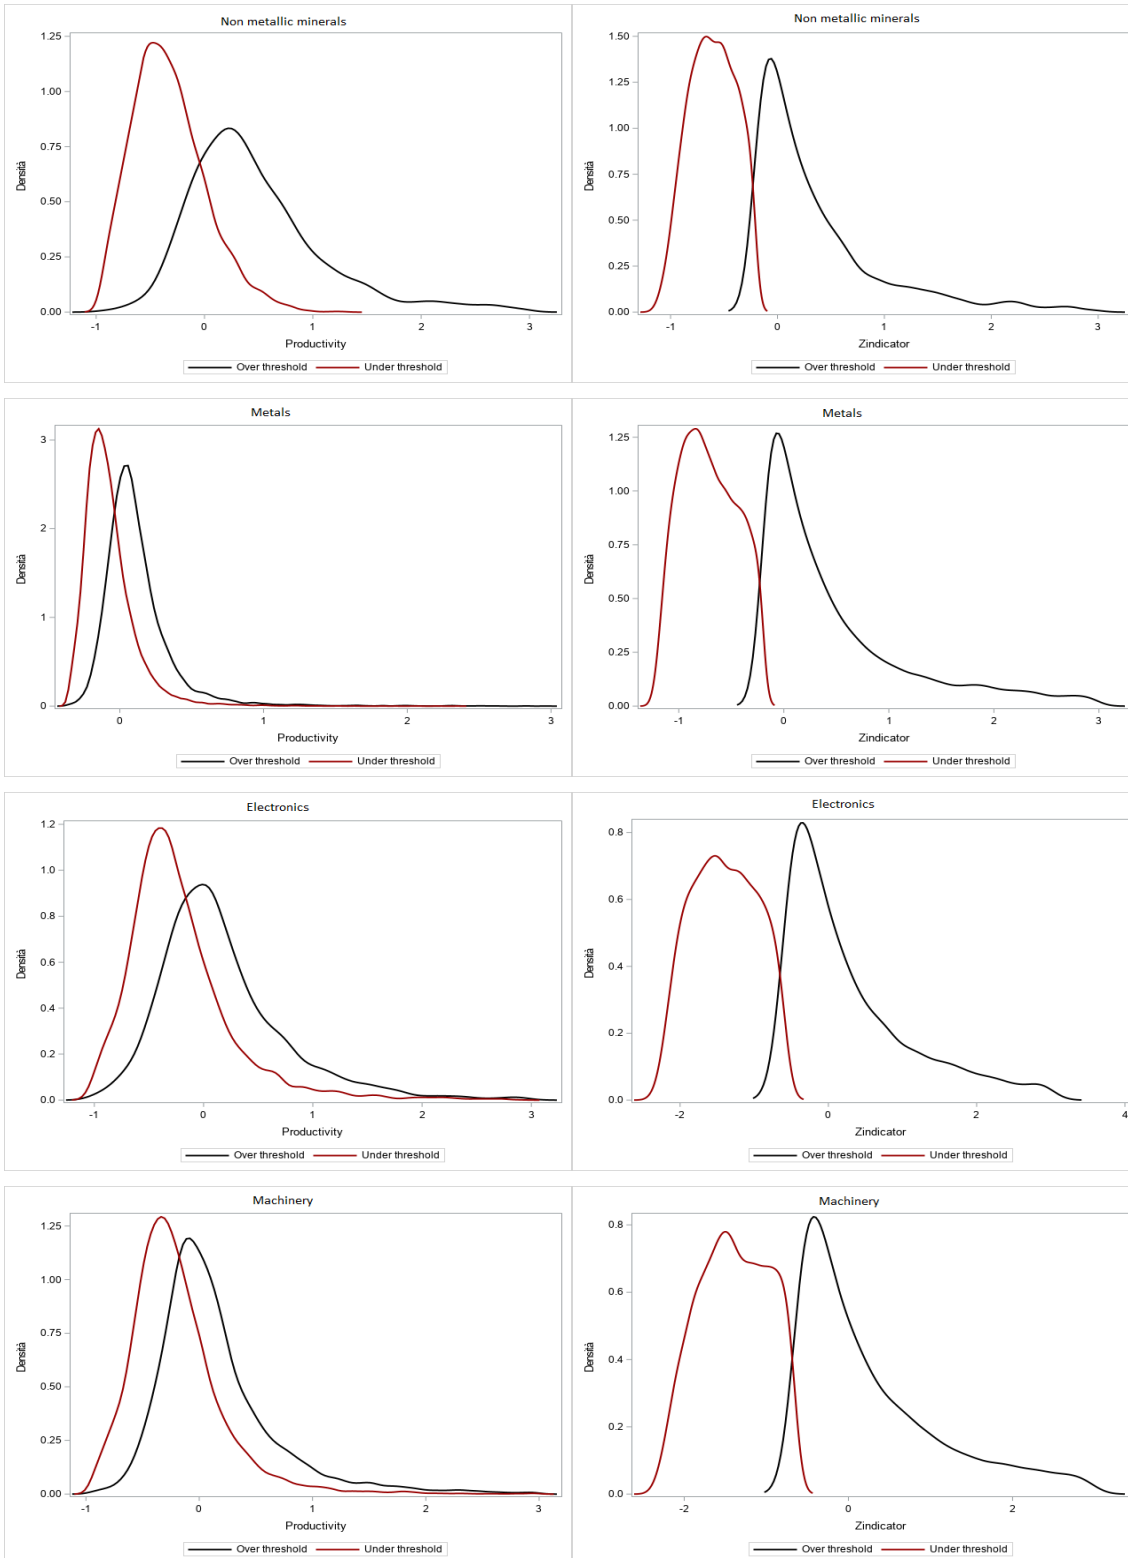 Non metallic minerals
1.25
1.00
0.75
0.50
0.25
0.00
Densità
-1 0 1 2 3
Productivity
Over threshold Under threshold
Non metallic minerals
1.50
1.25
1.00
0.75
0.50
0.25
0.00
Densità
-1 0 1 2 3
Zindicator
Over threshold Under threshold
Metals
3
2
1
0
Densità
0 1 2 3
Productivity
Over threshold Under threshold
Metals
1.25
1.00
0.75
0.50
0.25
0.00
Densità
-1 0 1 2 3
Zindicator
Over threshold Under threshold
Electronics
1.2
1.0
0.8
0.6
0.4
0.2
0.0
Densità
-1 0 1 2 3
Productivity
Over threshold Under threshold
Electronics
0.8
0.6
0.4
0.2
0.0
Densità
-2 0 2 4
Zindicator
Over threshold Under threshold
Machinery
1.25
1.00
0.75
0.50
0.25
0.00
Densità
-1 0 1 2 3
Productivity
Over threshold Under threshold
Machinery
0.8
0.6
0.4
0.2
0.0
Densità
-2 0 2
Zindicator
Over threshold Under threshold